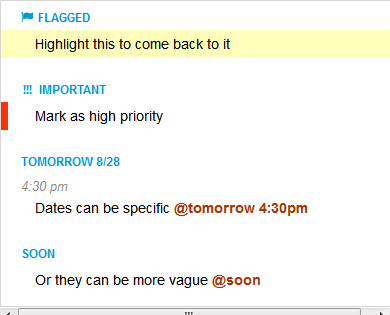 FLAGGED
Highlight this to come back to it
!!! IMPORTANT
Mark as high priority
TOMORROW 8/28
4:30 pm
Dates can be specific @tomorrow 4:30pm
SOON
Or they can be more vague @soon